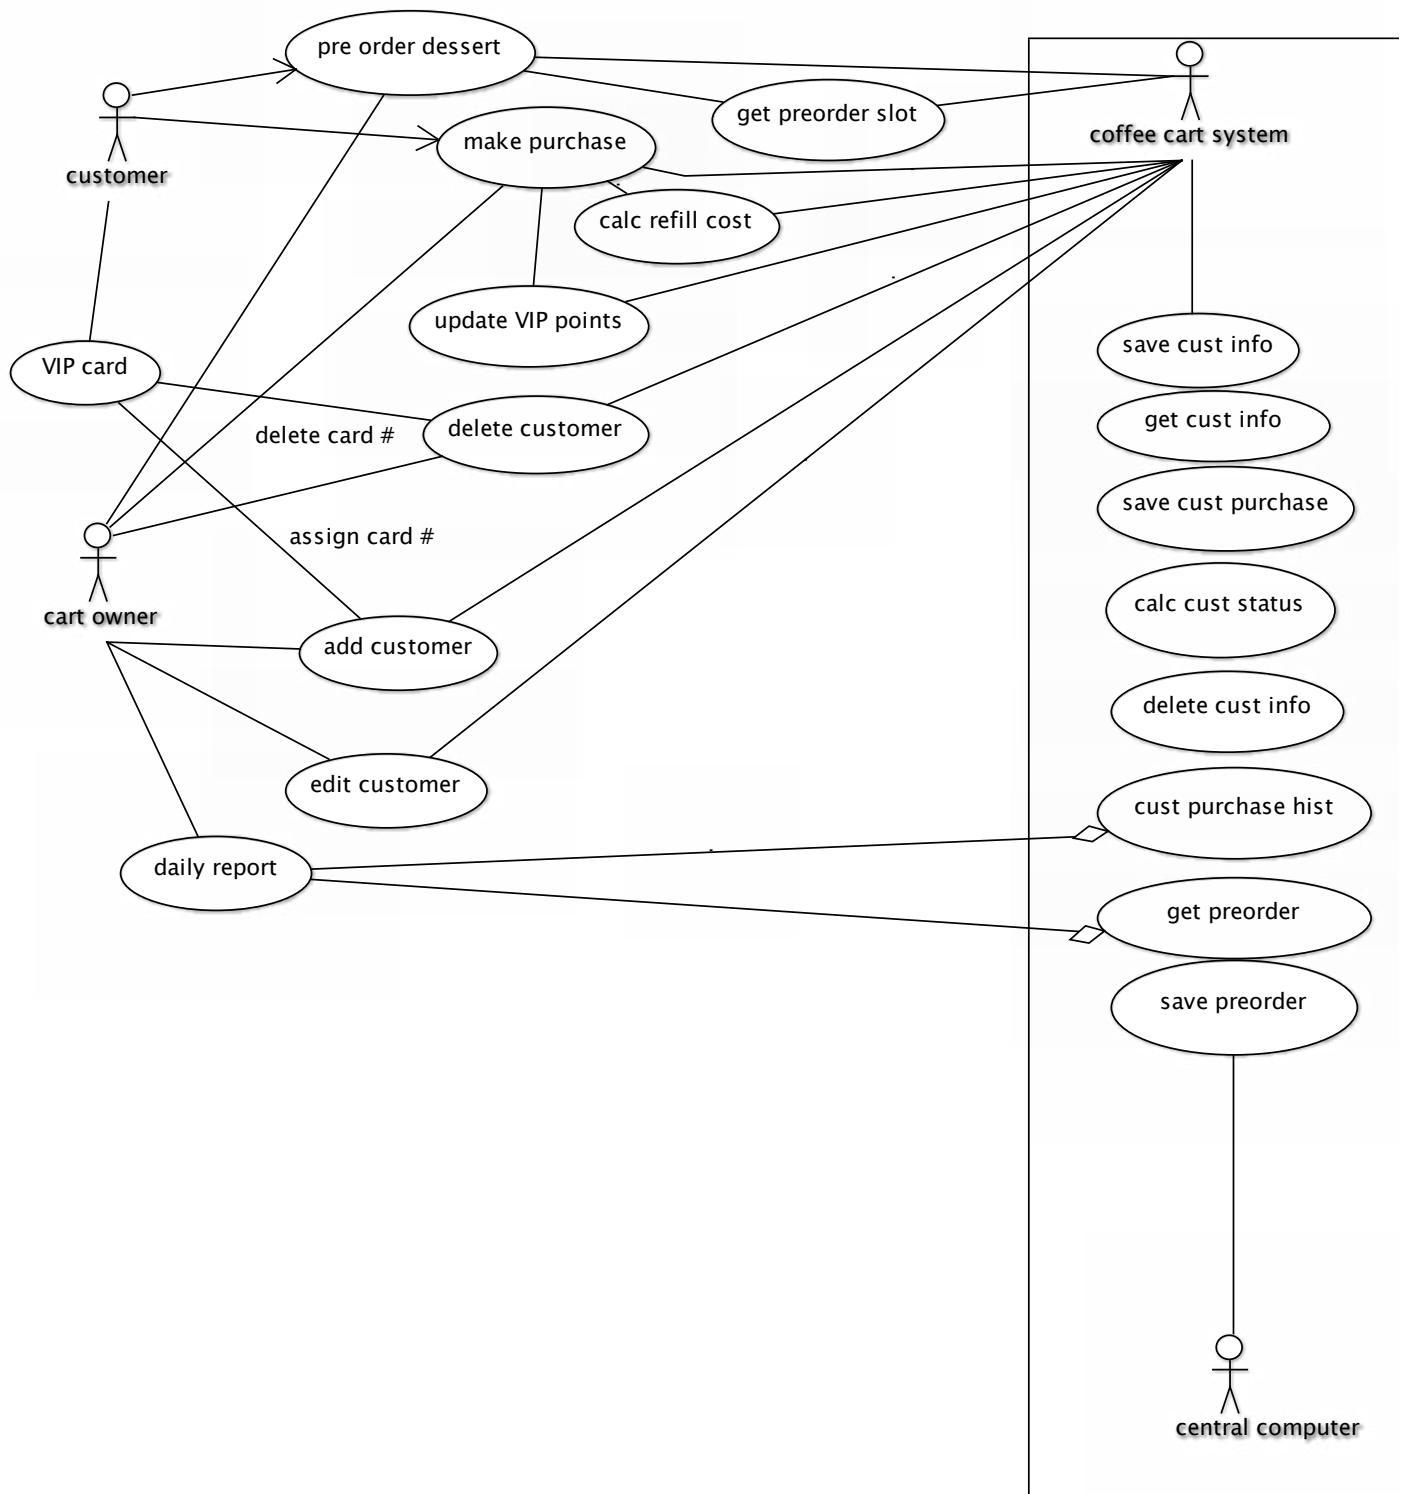 pre order dessert
get preorder slot
coffee cart system
make purchase
customer
calc refill cost
update VIP points
save cust info
VIP card
get cust info
delete card #
delete customer
save cust purchase
assign card #
cart owner
calc cust status
add customer
delete cust info
edit customer
cust purchase hist
daily report
get preorder
save preorder
central computer